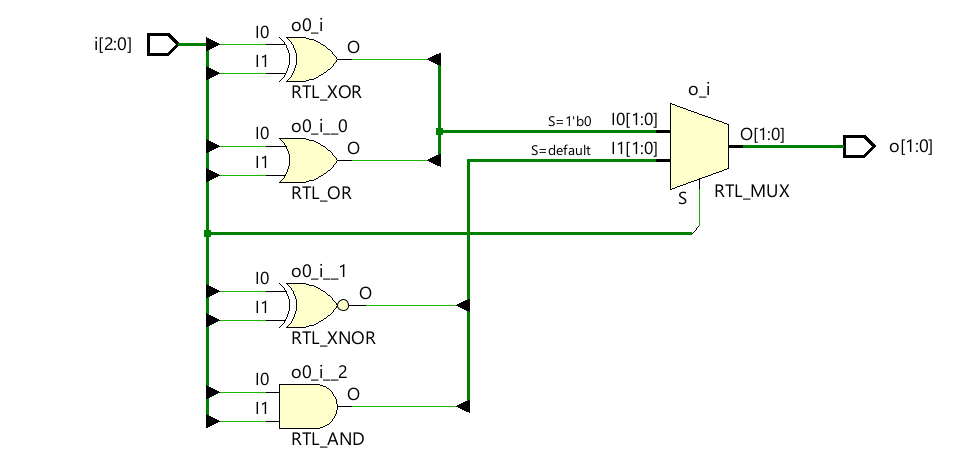 i[2:0]
o0_i
I0
I1
O
RTL_XOR
o0_i__0
I0
I1
O
RTL_OR
o_i
S=1'b0 I0[1:0]
S=default I1[1:0]
O[1:0]
S
RTL_MUX
o[1:0]
o0_i__1
I0
I1
O
RTL_XNOR
o0_i__2
I0
I1
O
RTL_AND